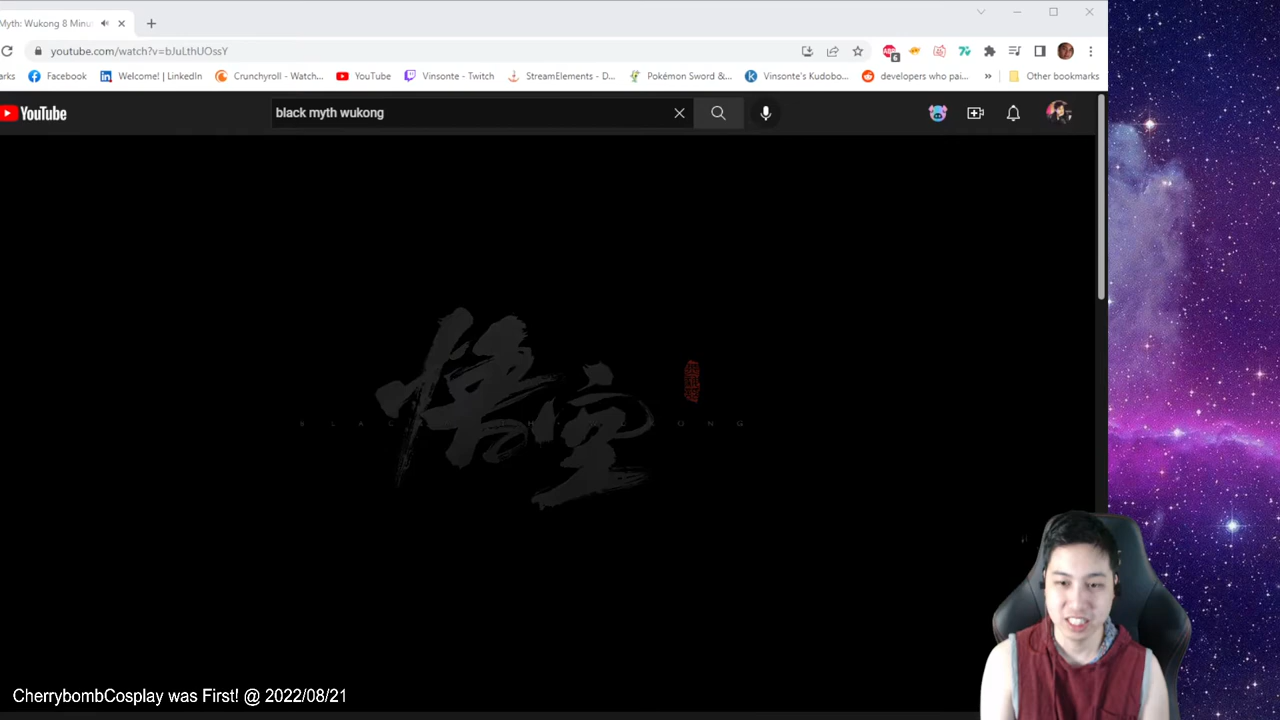 Myth: Wukong 8 Minu
youtube.com/watch?v=bJuLthUOssY
6
arks Facebook Welcome! | LinkedIn Crunchyroll - Watch... YouTube Vinsonte - Twitch StreamElements - D... Pokémon Sword &... Vinsonte's Kudobo... developers who pai... » Other bookmarks
YouTube
black myth wukong
悟空
CherrybombCosplay was First! @ 2022/08/21